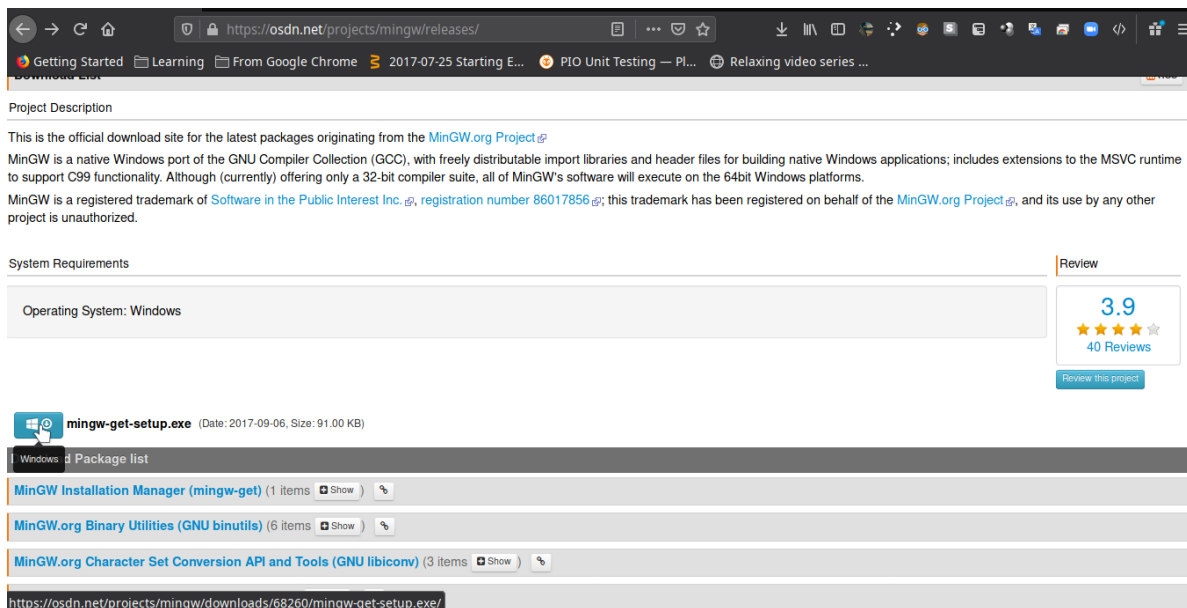 https://osdn.net/projects/mingw/releases/
Getting Started Learning From Google Chrome 2017-07-25 Starting E... PIO Unit Testing — Pl... Relaxing video series ...
Download List
Project Description
This is the official download site for the latest packages originating from the MinGW.org Project
MinGW is a native Windows port of the GNU Compiler Collection (GCC), with freely distributable import libraries and header files for building native Windows applications; includes extensions to the MSVC runtime
to support C99 functionality. Although (currently) offering only a 32-bit compiler suite, all of MinGW's software will execute on the 64bit Windows platforms.
MinGW is a registered trademark of Software in the Public Interest Inc., registration number 86017856; this trademark has been registered on behalf of the MinGW.org Project, and its use by any other
project is unauthorized.
System Requirements
Review
Operating System: Windows
3.9
40 Reviews
Review this project
mingw-get-setup.exe (Date: 2017-09-06, Size: 91.00 KB)
Windows
d Package list
MinGW Installation Manager (mingw-get) (1 items Show )
MinGW.org Binary Utilities (GNU binutils) (6 items Show )
MinGW.org Character Set Conversion API and Tools (GNU libiconv) (3 items Show )
https://osdn.net/projects/mingw/downloads/68260/mingw-get-setup.exe/